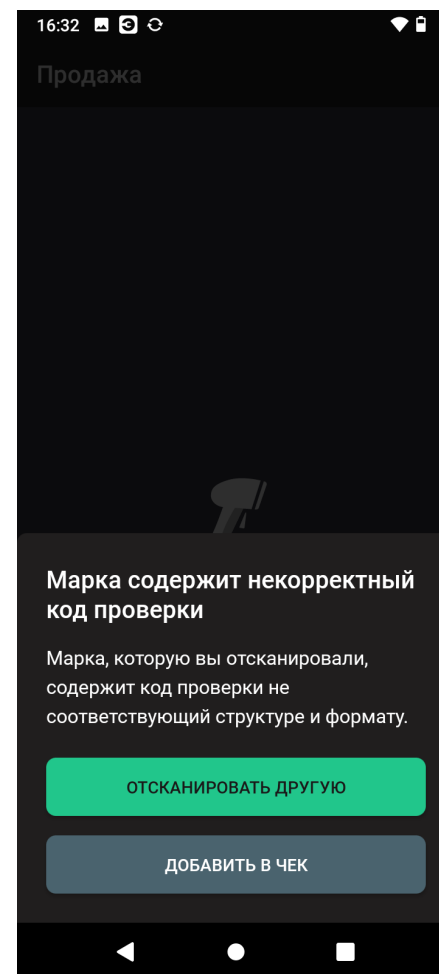 16:32
Продажа
Марка содержит некорректный
код проверки
Марка, которую вы отсканировали,
содержит код проверки не
соответствующий структуре и формату.
ОТСКАНИРОВАТЬ ДРУГУЮ
ДОБАВИТЬ В ЧЕК